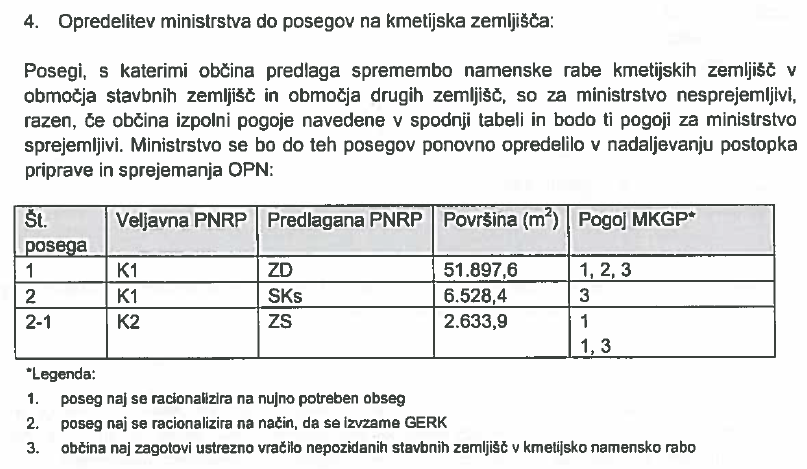 4. Opredelitev ministrstva do posegov na kmetijska zemljišča:
Posegi, s katerimi občina predlaga spremembo namenske rabe kmetijskih zemljišč v
območja stavbnih zemljišč in območja drugih zemljišč, so za ministrstvo nesprejemljivi,
razen, če občina izpolni pogoje navedene v spodnji tabeli in bodo ti pogoji za ministrstvo
sprejemljivi. Ministrstvo se bo do teh posegov ponovno opredelilo v nadaljevanju postopka
priprave in sprejemanja OPN:
Št. posega Veljavna PNRP Predlagana PNRP Površina (m²) Pogoj MKGP*
1 K1 ZD 51.897,6 1, 2, 3
2 K1 SKs 6.528,4 3
2-1 K2 ZS 2.633,9 1
1, 3
*Legenda:
1. poseg naj se racionalizira na nujno potreben obseg
2. poseg naj se racionalizira na način, da se izvzame GERK
3. občina naj zagotovi ustrezno vračilo nepozidanih stavbnih zemljišč v kmetijsko namensko rabo